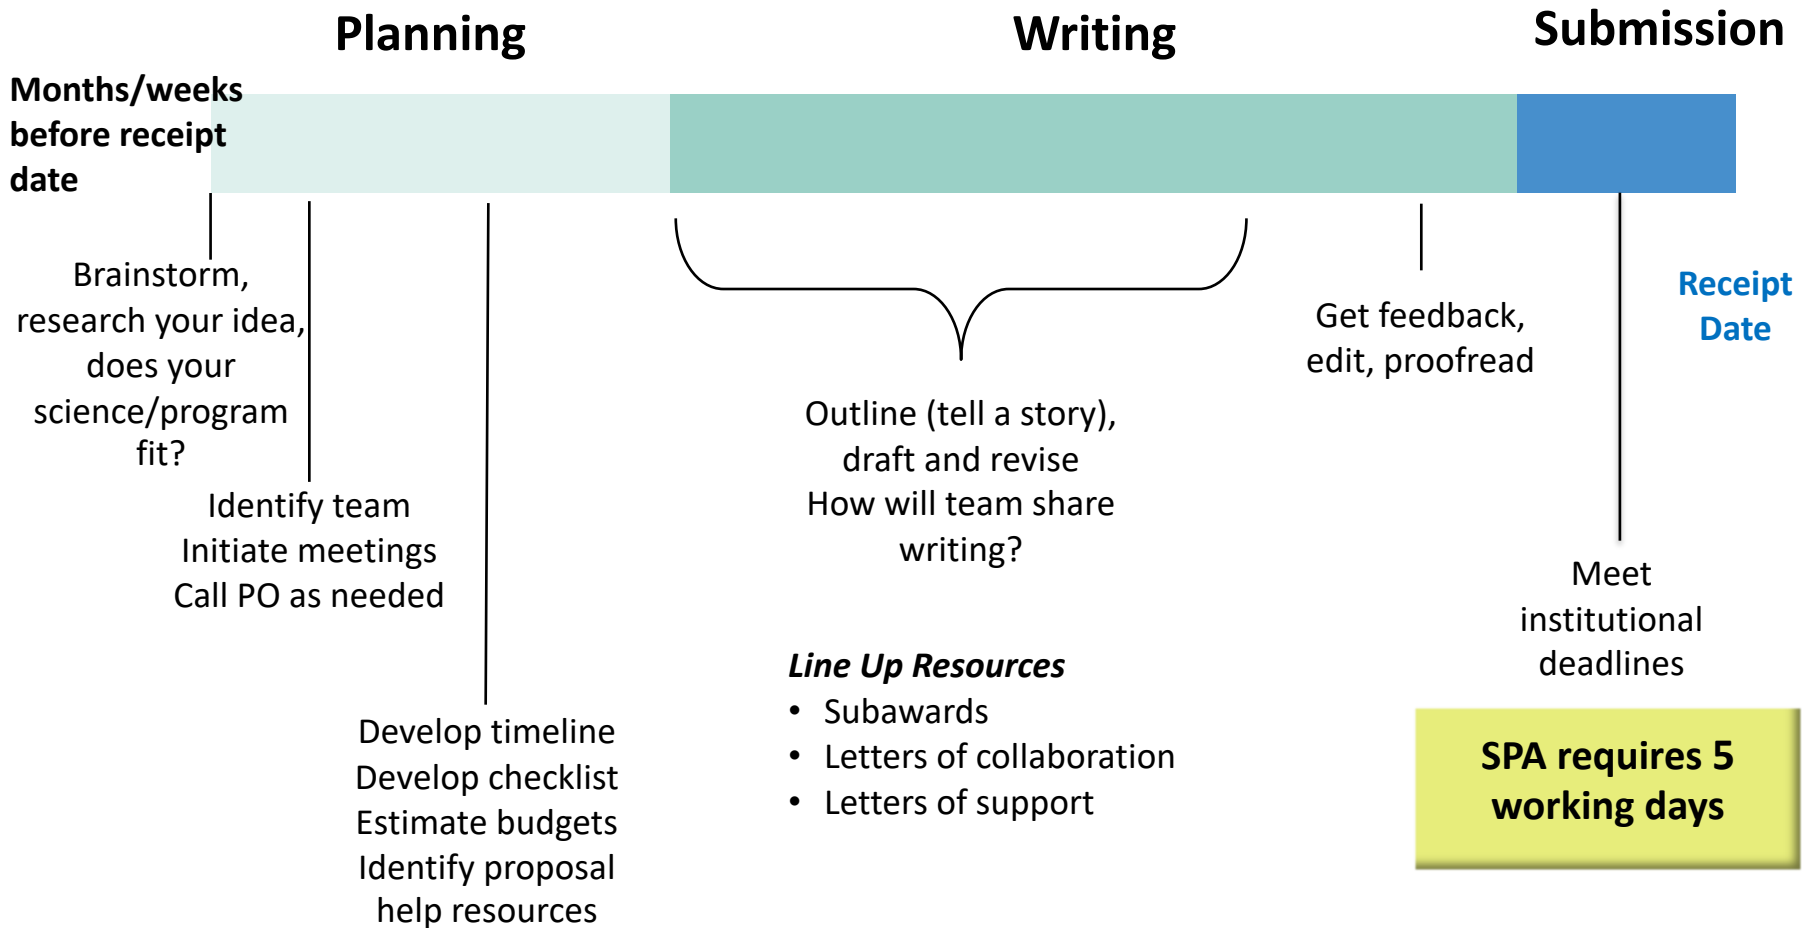 Planning
Writing
Submission
Months/weeks
before receipt
date
Brainstorm,
research your idea,
does your
science/program
fit?
Identify team
Initiate meetings
Call PO as needed
Develop timeline
Develop checklist
Estimate budgets
Identify proposal
help resources
Outline (tell a story),
draft and revise
How will team share
writing?
Line Up Resources
• Subawards
• Letters of collaboration
• Letters of support
Get feedback,
edit, proofread
Receipt
Date
Meet
institutional
deadlines
SPA requires 5
working days